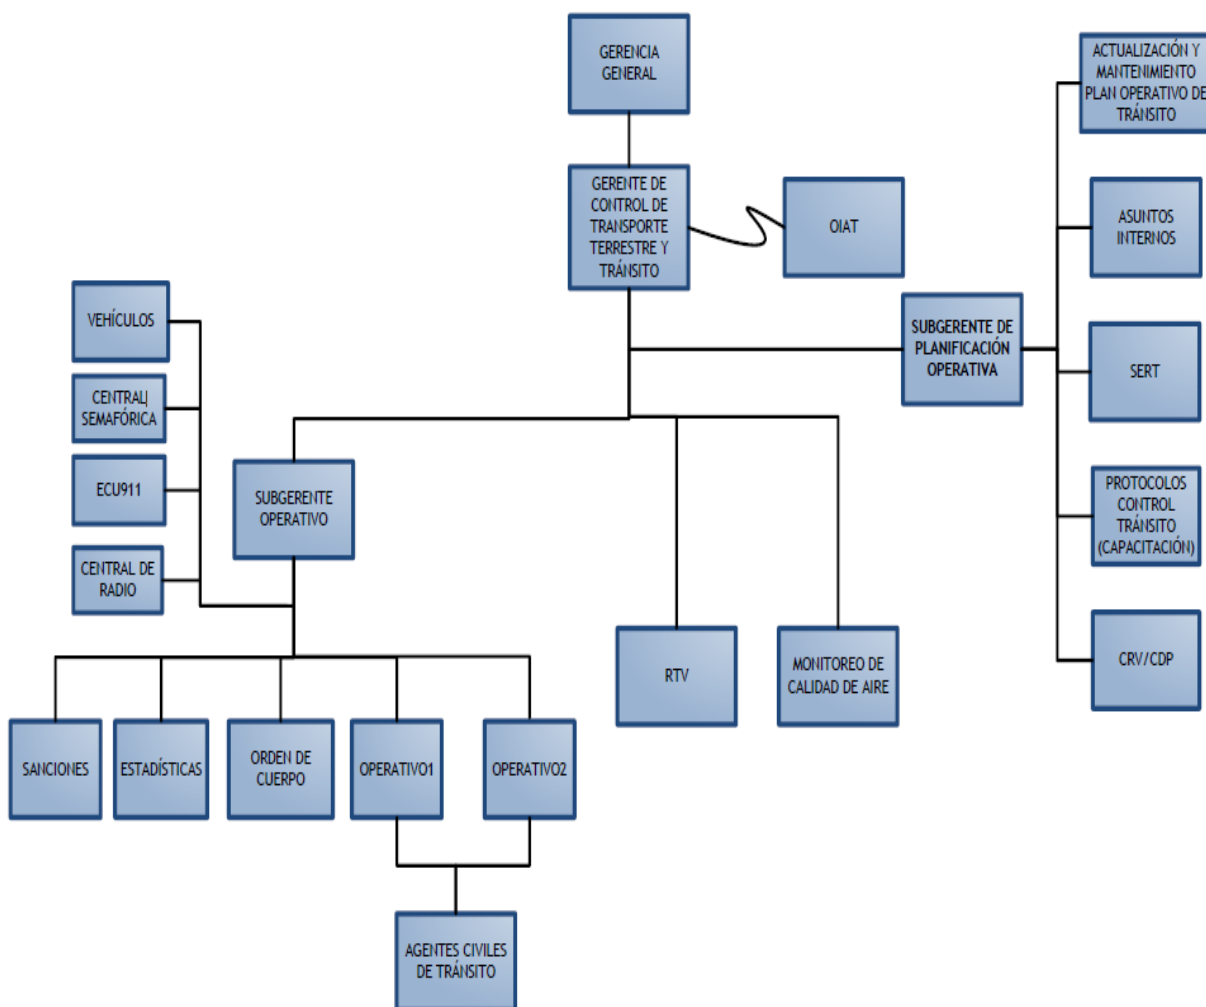 GERENCIA
GENERAL
ACTUALIZACIÓN Y
MANTENIMIENTO
PLAN OPERATIVO DE
TRÁNSITO
GERENTE DE
CONTROL DE
TRANSPORTE
TERRESTRE Y
TRÁNSITO
OIAT
ASUNTOS
INTERNOS
VEHÍCULOS
SUBGERENTE DE
PLANIFICACIÓN
OPERATIVA
SERT
CENTRAL|
SEMAFÓRICA
ECU911
SUBGERENTE
OPERATIVO
PROTOCOLOS
CONTROL
TRÁNSITO
(CAPACITACIÓN)
CENTRAL DE
RADIO
RTV
MONITOREO DE
CALIDAD DE AIRE
CRV/CDP
SANCIONES
ESTADÍSTICAS
ORDEN DE
CUERPO
OPERATIVO1
OPERATIVO2
AGENTES CIVILES
DE TRÁNSITO